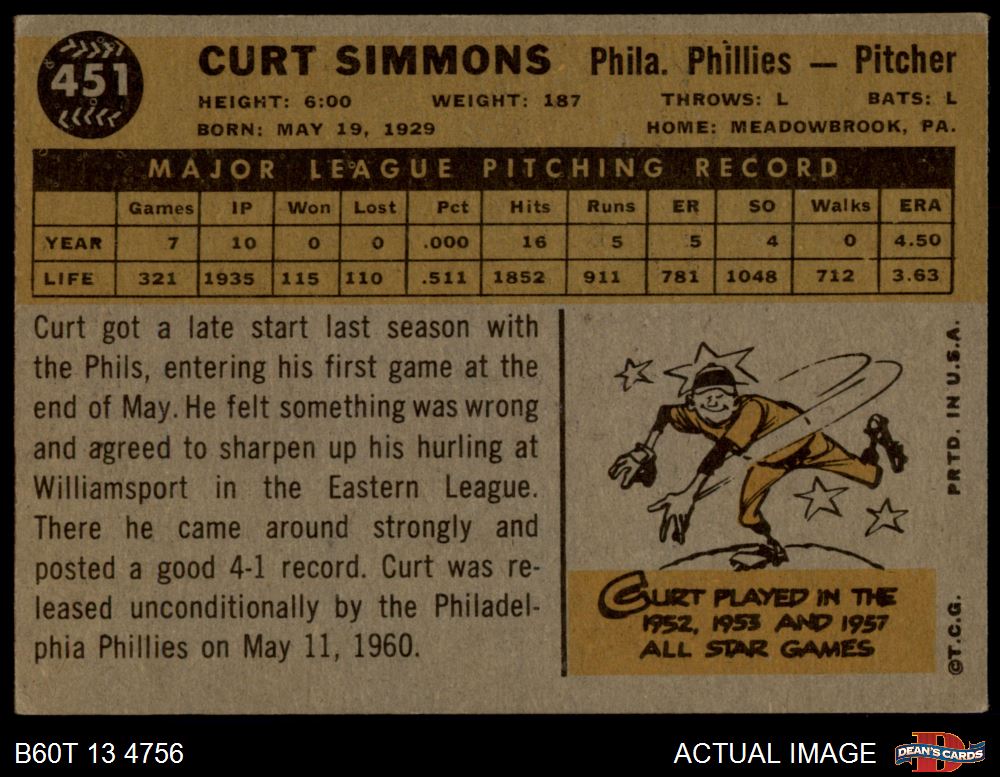 451
CURT SIMMONS Phila. Phillies — Pitcher
HEIGHT: 6:00 WEIGHT: 187 THROWS: L BATS: L
BORN: MAY 19, 1929 HOME: MEADOWBROOK, PA.
MAJOR LEAGUE PITCHING RECORD
Games IP Won Lost Pct Hits Runs ER SO Walks ERA
YEAR 7 10 0 0 .000 16 5 5 4 0 4.50
LIFE 321 1935 115 110 .511 1852 911 781 1048 712 3.63
Curt got a late start last season with
the Phils, entering his first game at the
end of May. He felt something was wrong
and agreed to sharpen up his hurling at
Williamsport in the Eastern League.
There he came around strongly and
posted a good 4-1 record. Curt was re-
leased unconditionally by the Philadel-
phia Phillies on May 11, 1960.
CURT PLAYED IN THE
1952, 1953 AND 1957
ALL STAR GAMES
©T.C.G. PRTD. IN U.S.A.
B60T 13 4756 ACTUAL IMAGE
D
DEAN'S CARDS